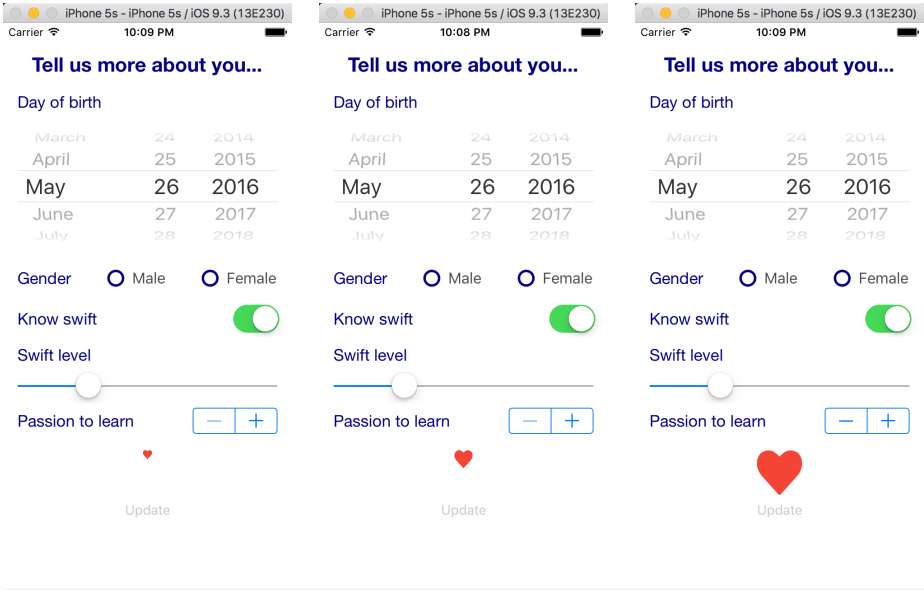 iPhone 5s - iPhone 5s / iOS 9.3 (13E230)
Carrier 10:09 PM
Tell us more about you...
Day of birth
March 24 2014
April 25 2015
May 26 2016
June 27 2017
July 28 2018
Gender Male Female
Know swift
Swift level
Passion to learn − +
Update
iPhone 5s - iPhone 5s / iOS 9.3 (13E230)
Carrier 10:08 PM
Tell us more about you...
Day of birth
March 24 2014
April 25 2015
May 26 2016
June 27 2017
July 28 2018
Gender Male Female
Know swift
Swift level
Passion to learn − +
Update
iPhone 5s - iPhone 5s / iOS 9.3 (13E230)
Carrier 10:09 PM
Tell us more about you...
Day of birth
March 24 2014
April 25 2015
May 26 2016
June 27 2017
July 28 2018
Gender Male Female
Know swift
Swift level
Passion to learn − +
Update